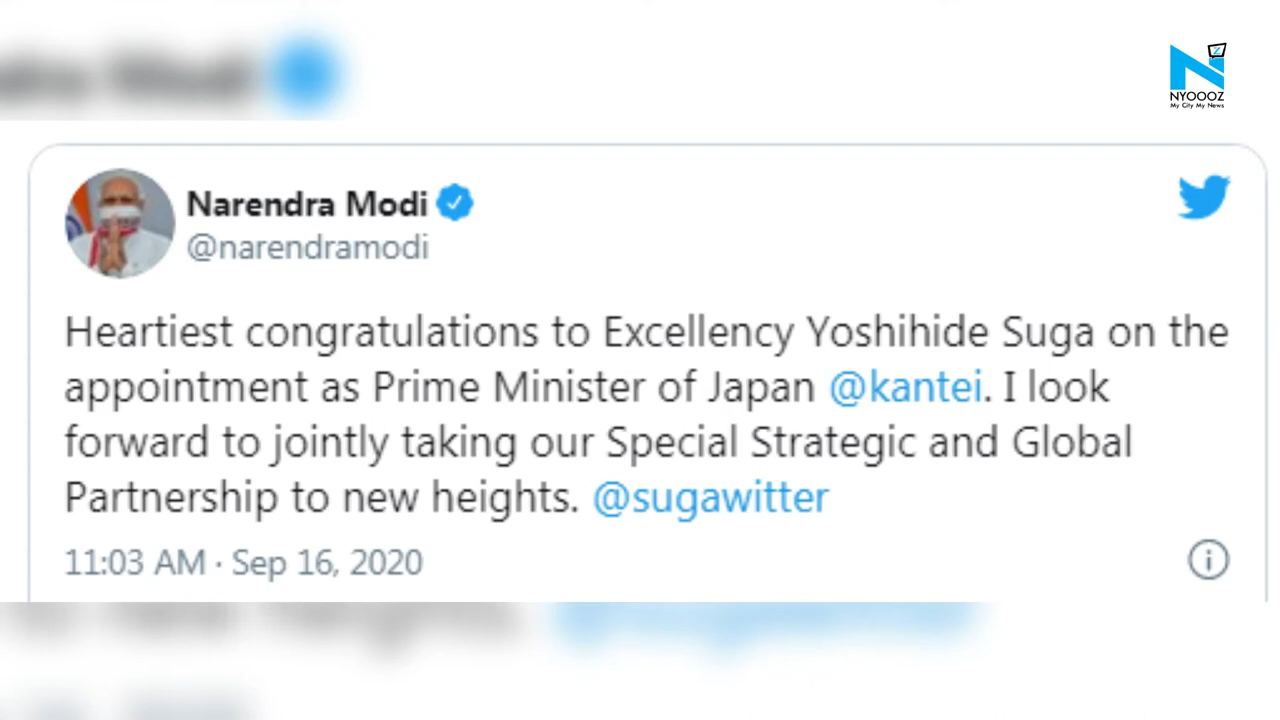 NYOOOZ
My City My News
Narendra Modi
@narendramodi
Heartiest congratulations to Excellency Yoshihide Suga on the
appointment as Prime Minister of Japan @kantei. I look
forward to jointly taking our Special Strategic and Global
Partnership to new heights. @sugawitter
11:03 AM · Sep 16, 2020